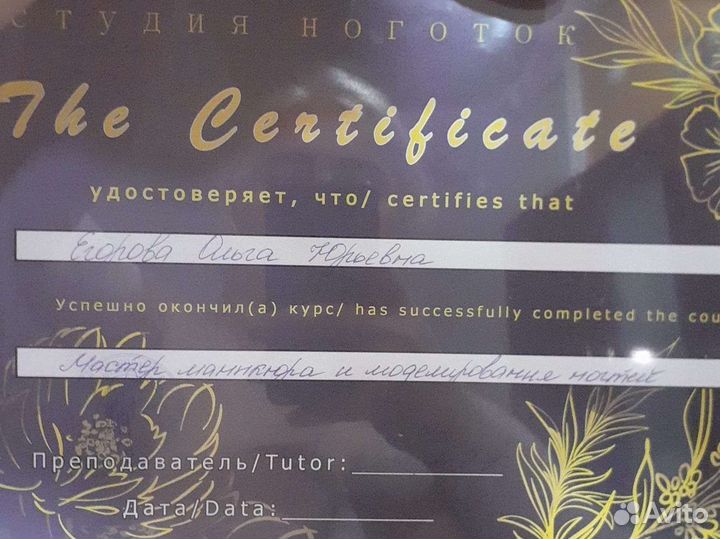 СТУДИЯ НОГОТОК
The Certificate
удостоверяет, что/ certifies that
Егорова Ольга Юрьевна
Успешно окончил(а) курс/ has successfully completed the cou
Мастер маникюра и моделирования ногтей
Преподаватель/Tutor:
Дата/Data:
Avito